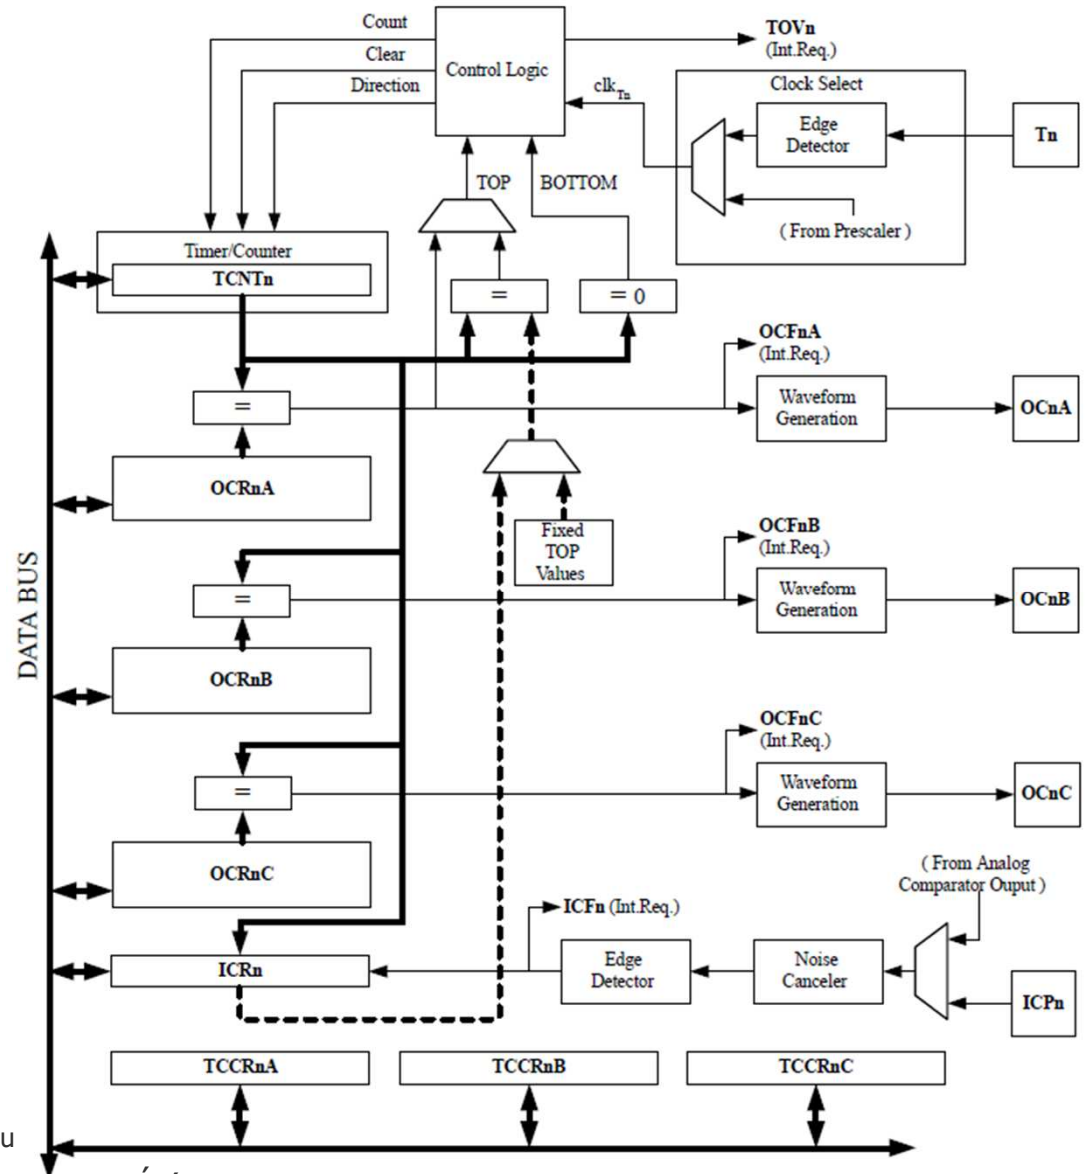 Count
Clear
Direction
Control Logic
TOVn
(Int.Req.)
clkTn
Clock Select
Edge
Detector
Tn
( From Prescaler )
TOP
BOTTOM
Timer/Counter
TCNTn
=
= 0
=
OCFnA
(Int.Req.)
Waveform
Generation
OCnA
OCRnA
Fixed
TOP
Values
OCFnB
(Int.Req.)
=
Waveform
Generation
OCnB
DATA BUS
OCRnB
OCFnC
(Int.Req.)
=
Waveform
Generation
OCnC
OCRnC
( From Analog
Comparator Ouput )
ICFn (Int.Req.)
ICRn
Edge
Detector
Noise
Canceler
ICPn
TCCRnA
TCCRnB
TCCRnC
u